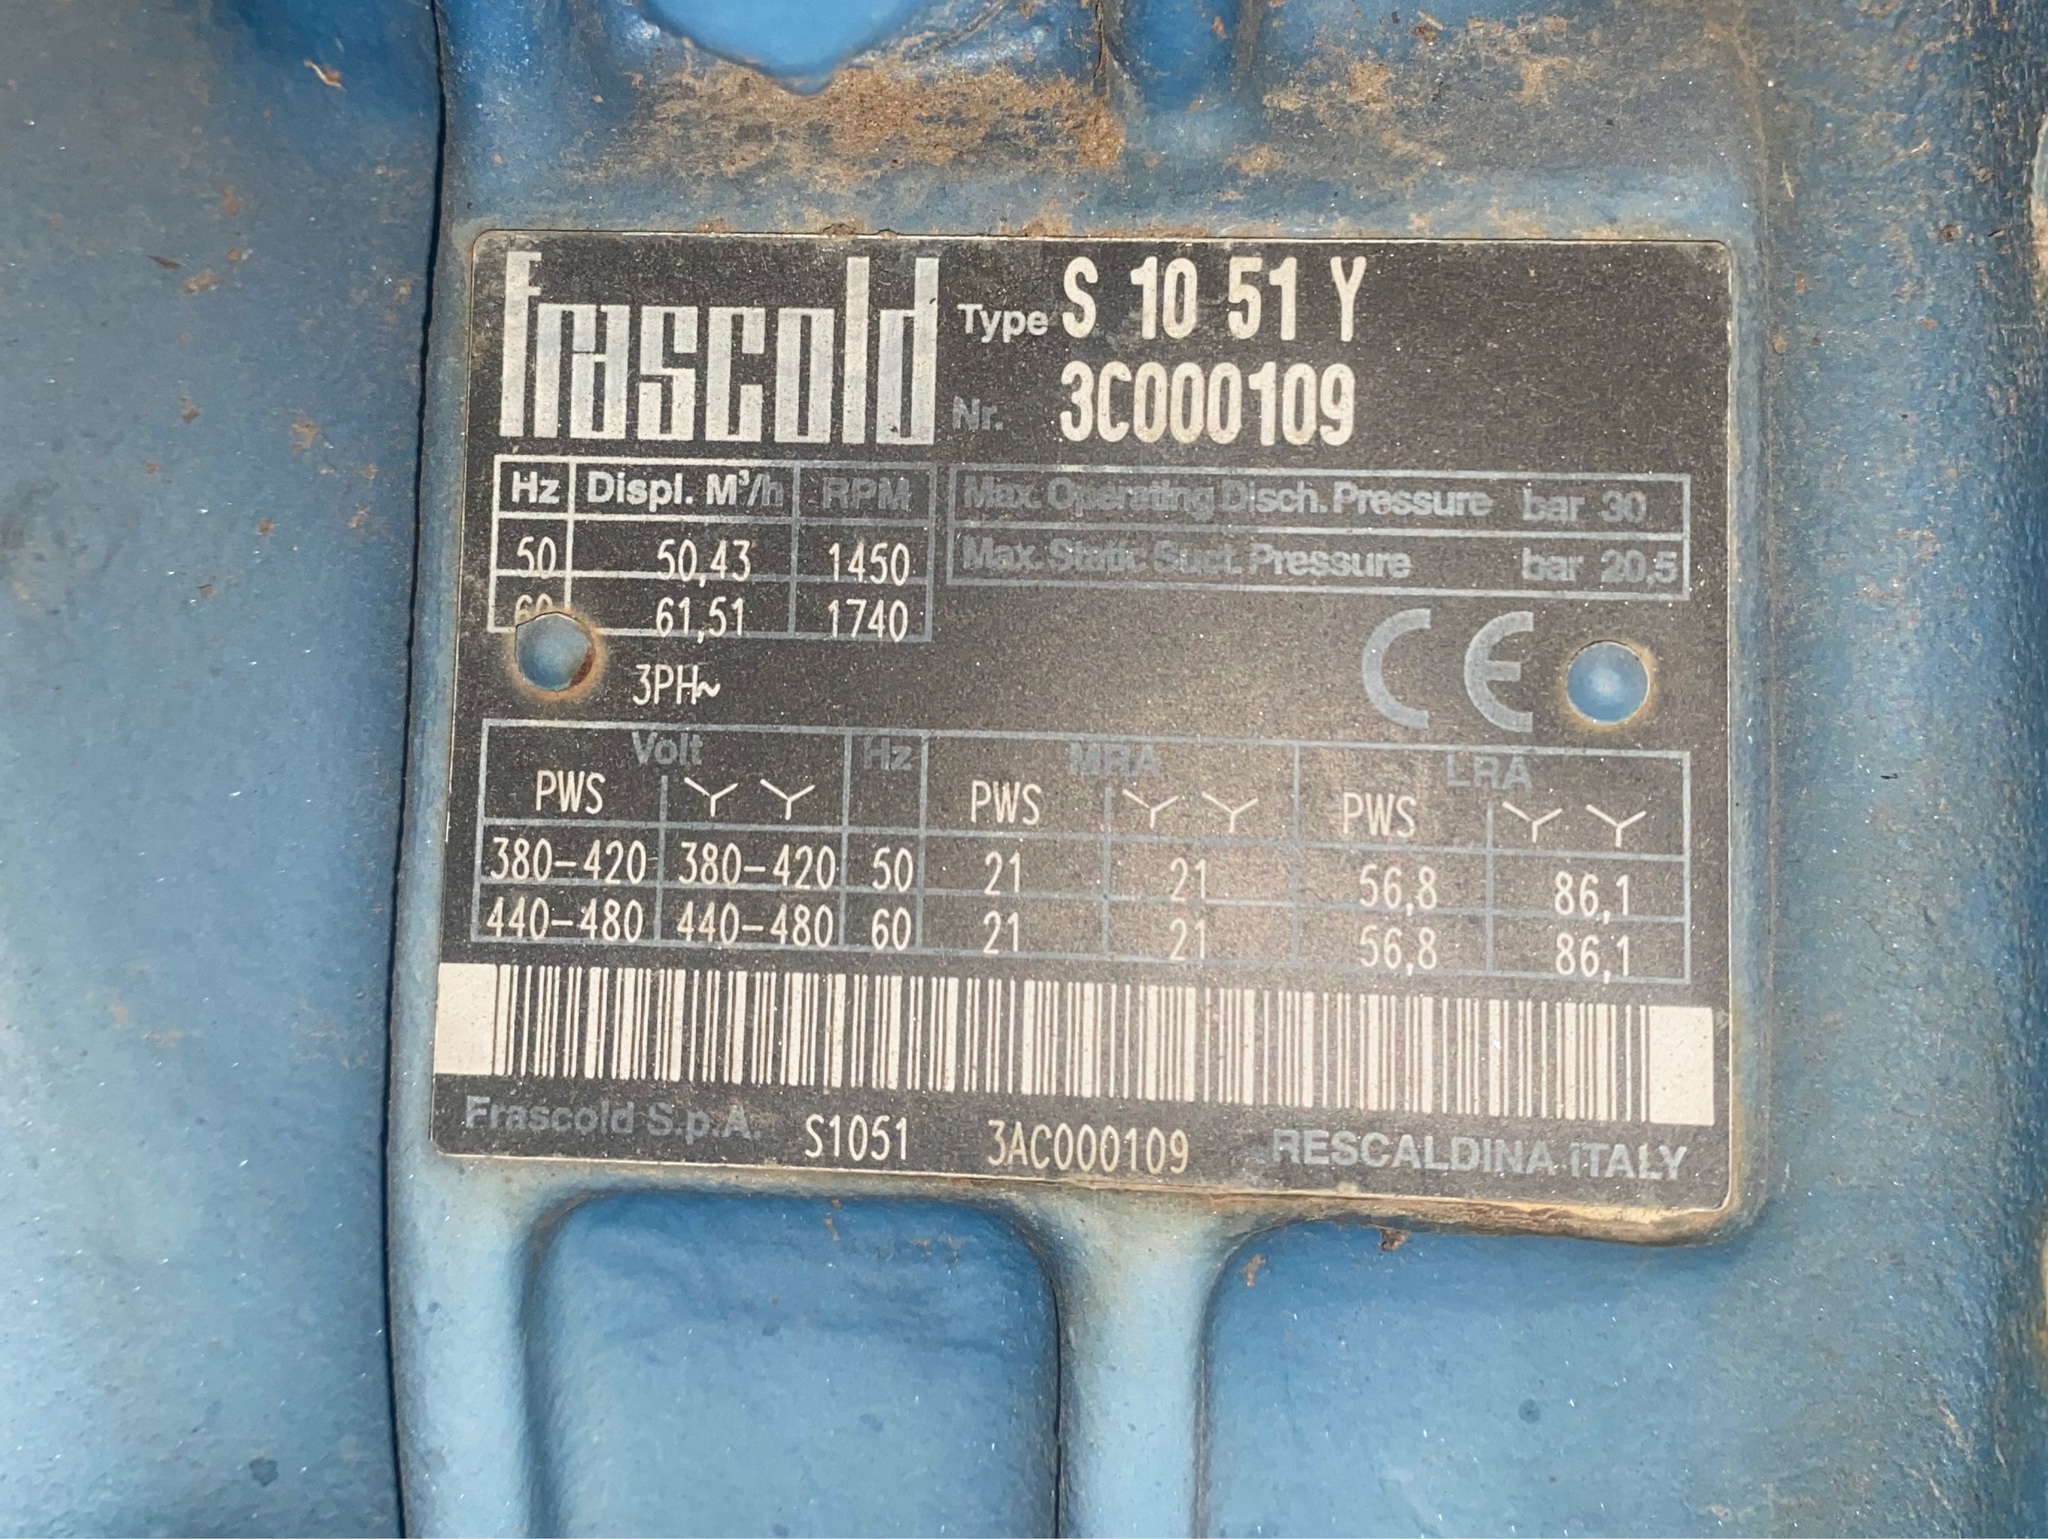 Frascold
Type S 10 51 Y
Nr. 3C000109
Hz Displ. M³/h RPM
50 50,43 1450
60 61,51 1740
Max. Operating Disch. Pressure bar 30
Max. Static Suct. Pressure bar 20,5
3PH~
CE
Volt Hz MRA LRA
PWS YY PWS YY PWS YY
380-420 380-420 50 21 21 56,8 86,1
440-480 440-480 60 21 21 56,8 86,1
Frascold S.p.A. S1051 3AC000109 RESCALDINA ITALY